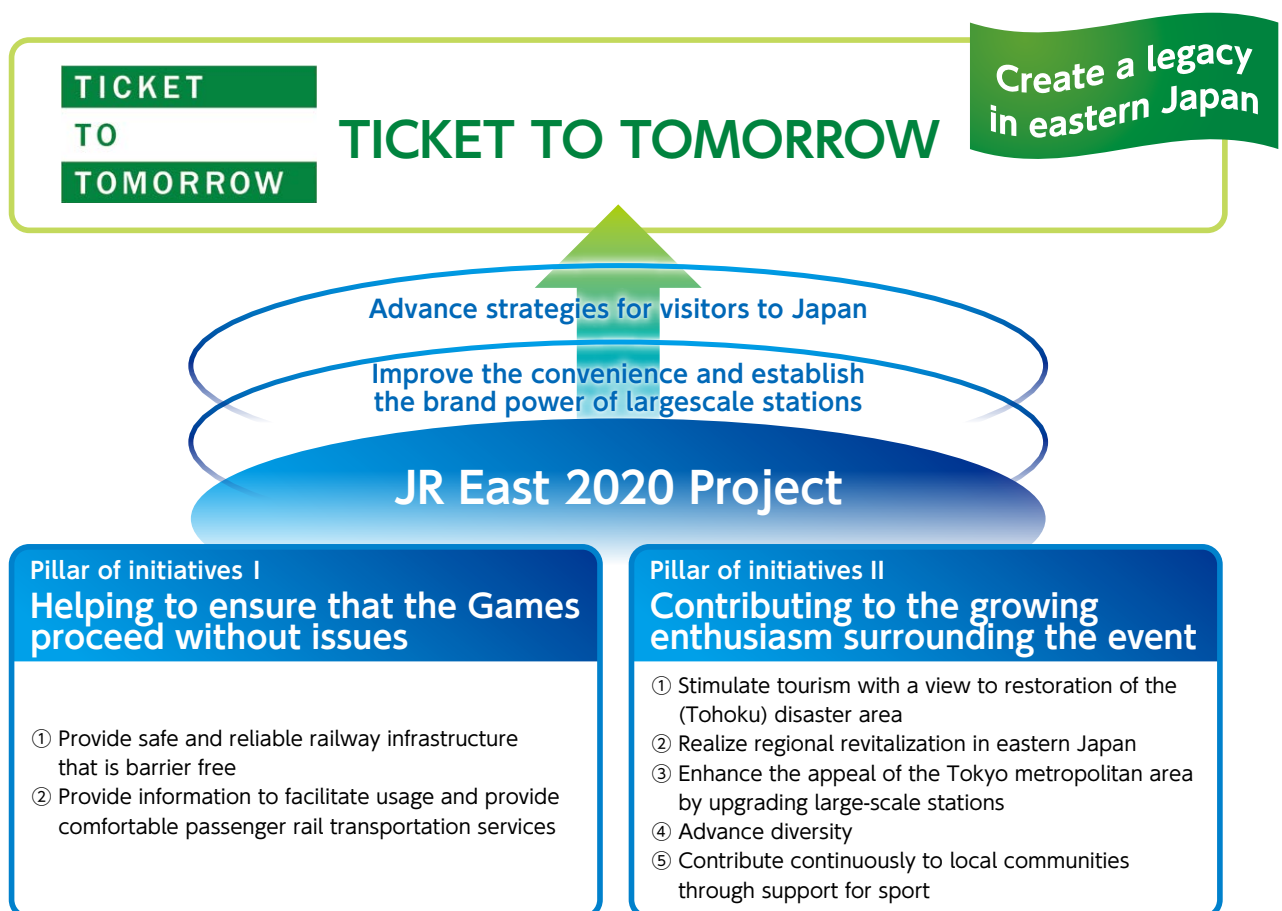 Create a legacy
in eastern Japan
TICKET
TO
TOMORROW
TICKET TO TOMORROW
Advance strategies for visitors to Japan
Improve the convenience and establish
the brand power of largescale stations
JR East 2020 Project
Pillar of initiatives I
Helping to ensure that the Games
proceed without issues
① Provide safe and reliable railway infrastructure
that is barrier free
② Provide information to facilitate usage and provide
comfortable passenger rail transportation services
Pillar of initiatives II
Contributing to the growing
enthusiasm surrounding the event
① Stimulate tourism with a view to restoration of the
(Tohoku) disaster area
② Realize regional revitalization in eastern Japan
③ Enhance the appeal of the Tokyo metropolitan area
by upgrading large-scale stations
④ Advance diversity
⑤ Contribute continuously to local communities
through support for sport